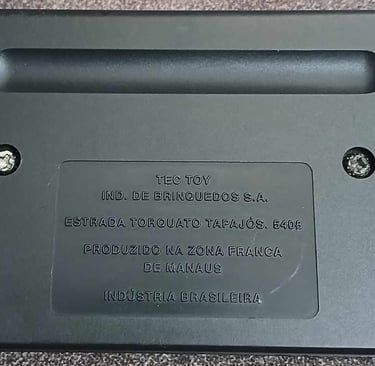 TEC TOY
IND. DE BRINQUEDOS S.A.
ESTRADA TORQUATO TAPAJÓS. 5408
PRODUZIDO NA ZONA FRANCA
DE MANAUS
INDÚSTRIA BRASILEIRA